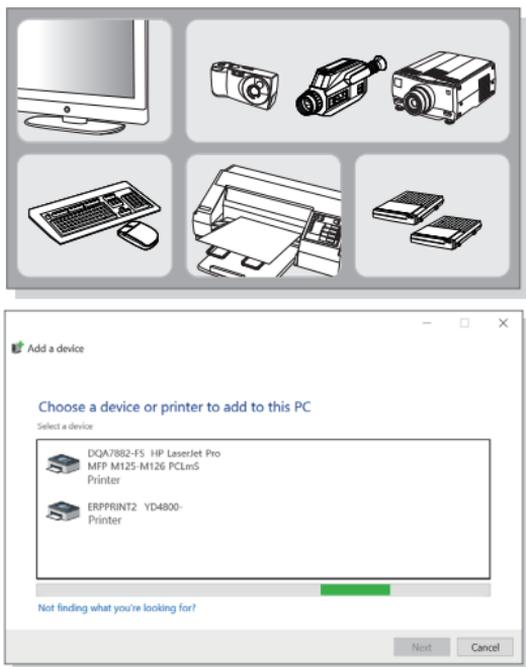 Add a device
Choose a device or printer to add to this PC
Select a device
DQA7882-F5 HP LaserJet Pro
MFP M125-M126 PCLmS
Printer
ERPPRINT2 YD4800-
Printer
Not finding what you're looking for?
Next
Cancel